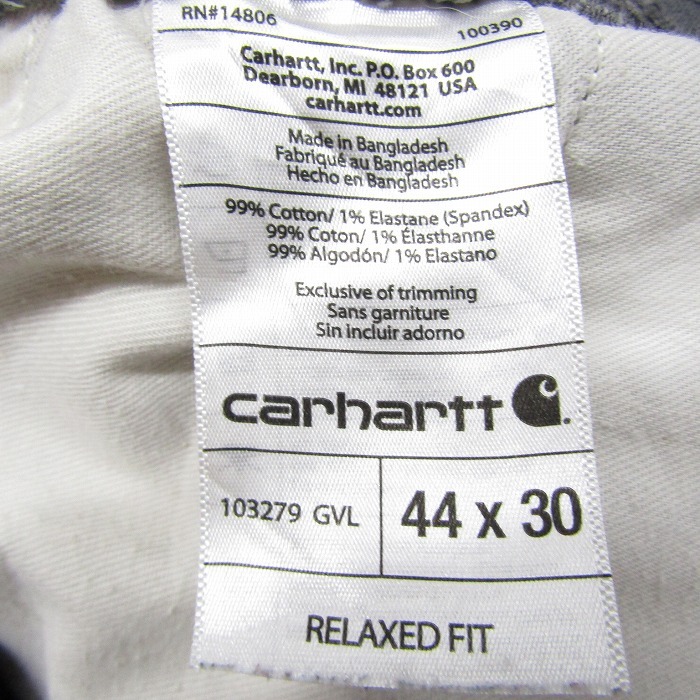 RN#14806
100390
Carhartt, Inc. P.O. Box 600
Dearborn, MI 48121 USA
carhartt.com
Made in Bangladesh
Fabriqué au Bangladesh
Hecho en Bangladesh
99% Cotton/ 1% Elastane (Spandex)
99% Coton/ 1% Élasthanne
99% Algodón/ 1% Elastano
Exclusive of trimming
Sans garniture
Sin incluir adorno
carhartt
103279 GVL
44 x 30
RELAXED FIT